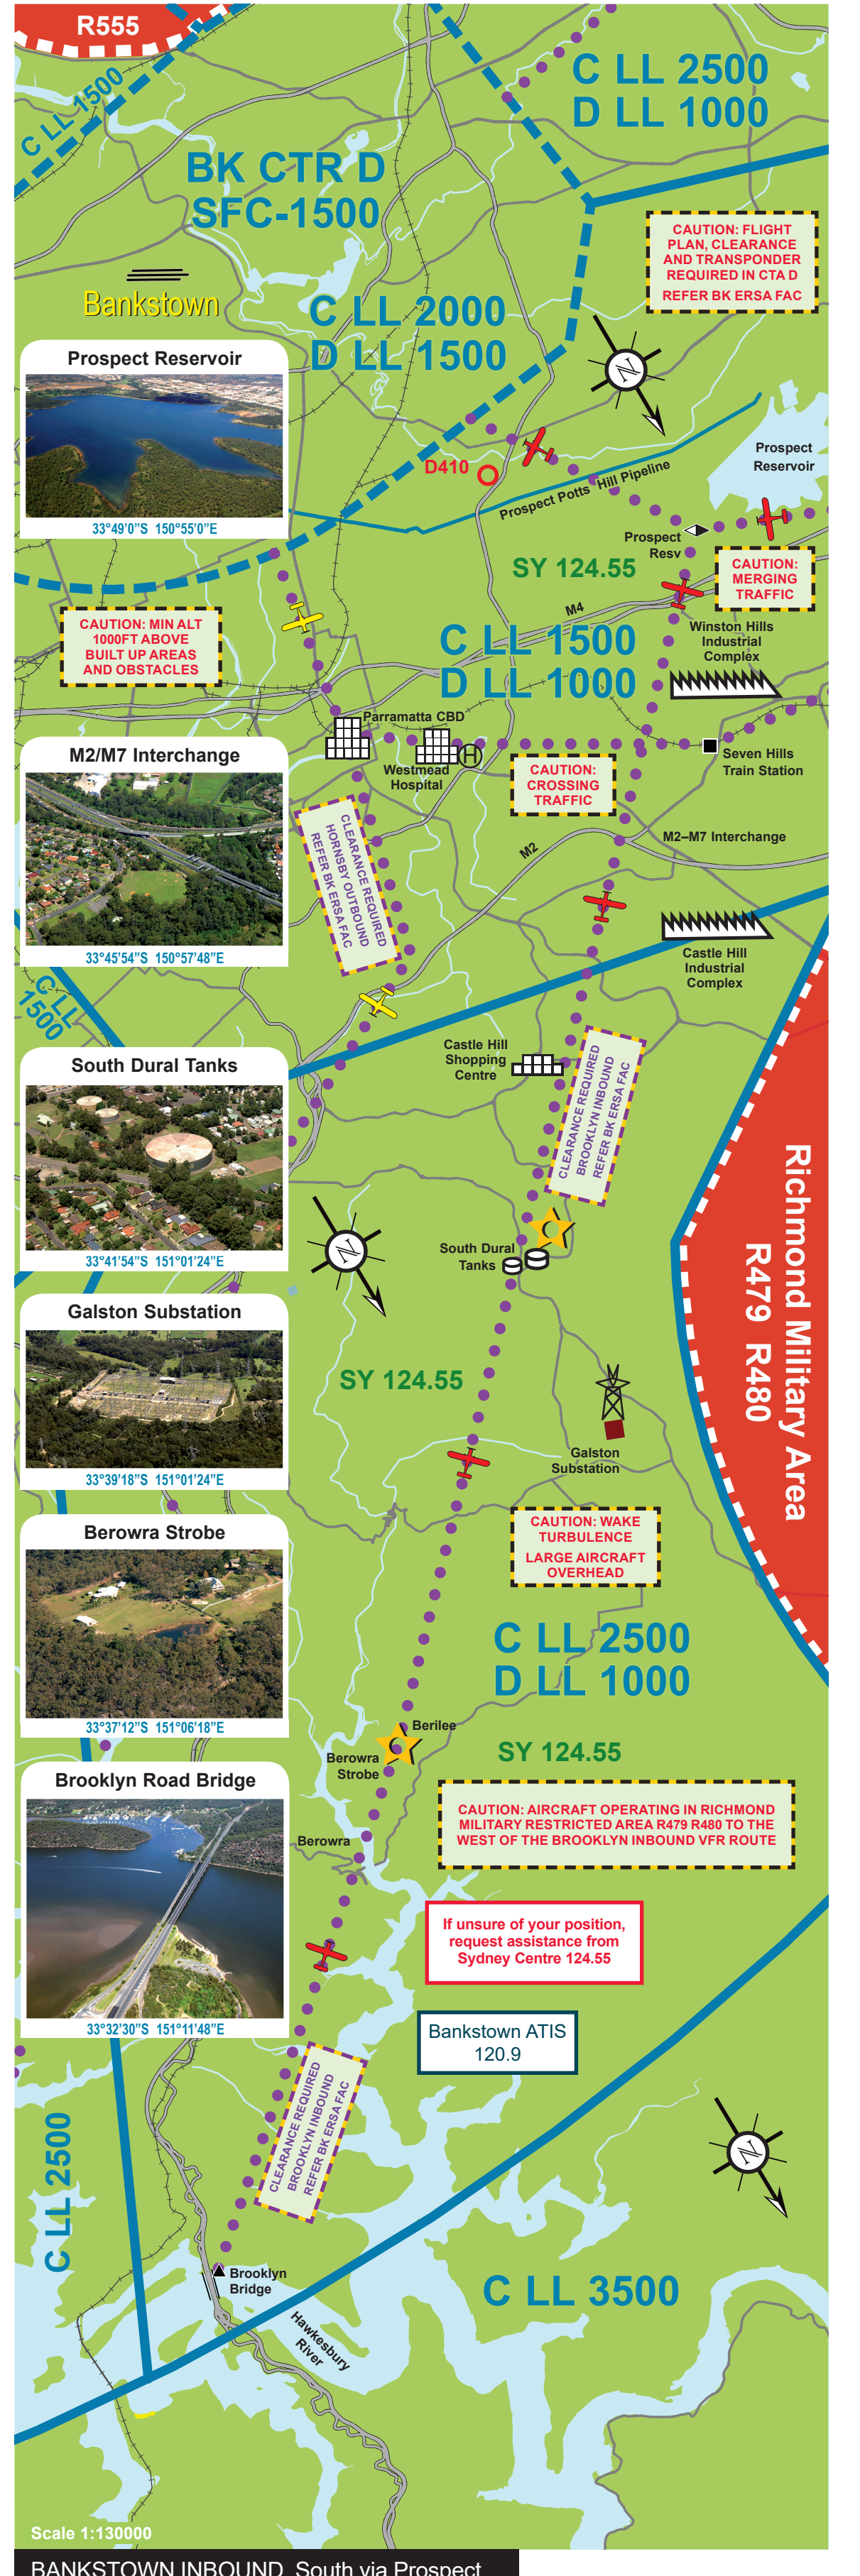 R555
C LL 1500
C LL 2500
D LL 1000
BK CTR D
SFC-1500
CAUTION: FLIGHT
PLAN, CLEARANCE
AND TRANSPONDER
REQUIRED IN CTA D
REFER BK ERSA FAC
Bankstown
C LL 2000
D LL 1500
N
Prospect Reservoir
33°49'0"S 150°55'0"E
D410
Prospect Potts Hill Pipeline
Prospect
Reservoir
Prospect
Resv
SY 124.55
CAUTION:
MERGING
TRAFFIC
M4
CAUTION: MIN ALT
1000FT ABOVE
BUILT UP AREAS
AND OBSTACLES
C LL 1500
D LL 1000
Winston Hills
Industrial
Complex
Parramatta CBD
H
Westmead
Hospital
Seven Hills
Train Station
CAUTION:
CROSSING
TRAFFIC
M2/M7 Interchange
33°45'54"S 150°57'48"E
CLEARANCE REQUIRED
HORNSBY OUTBOUND
REFER BK ERSA FAC
M2
M2–M7 Interchange
Castle Hill
Industrial
Complex
C LL
1500
Castle Hill
Shopping
Centre
CLEARANCE REQUIRED
BROOKLYN INBOUND
REFER BK ERSA FAC
South Dural Tanks
33°41'54"S 151°01'24"E
Richmond Military Area
R479 R480
N
South Dural
Tanks
Galston Substation
33°39'18"S 151°01'24"E
SY 124.55
Galston
Substation
CAUTION: WAKE
TURBULENCE
LARGE AIRCRAFT
OVERHEAD
Berowra Strobe
33°37'12"S 151°06'18"E
C LL 2500
D LL 1000
Berilee
Berowra
Strobe
SY 124.55
CAUTION: AIRCRAFT OPERATING IN RICHMOND
MILITARY RESTRICTED AREA R479 R480 TO THE
WEST OF THE BROOKLYN INBOUND VFR ROUTE
Berowra
Brooklyn Road Bridge
33°32'30"S 151°11'48"E
If unsure of your position,
request assistance from
Sydney Centre 124.55
Bankstown ATIS
120.9
CLEARANCE REQUIRED
BROOKLYN INBOUND
REFER BK ERSA FAC
N
C LL 2500
Brooklyn
Bridge
C LL 3500
Hawkesbury
River
Scale 1:130000
BANKSTOWN INBOUND South via Prospect